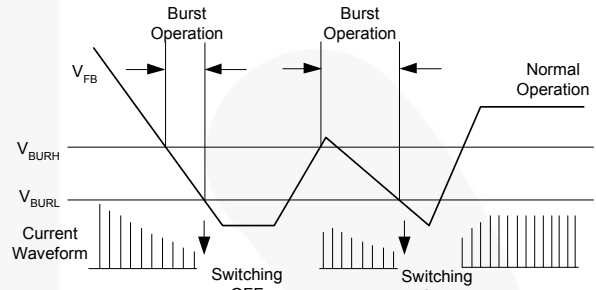 Burst
Operation
Burst
Operation
V_FB
Normal
Operation
V_BURH
V_BURL
Current
Waveform
Switching
Switching